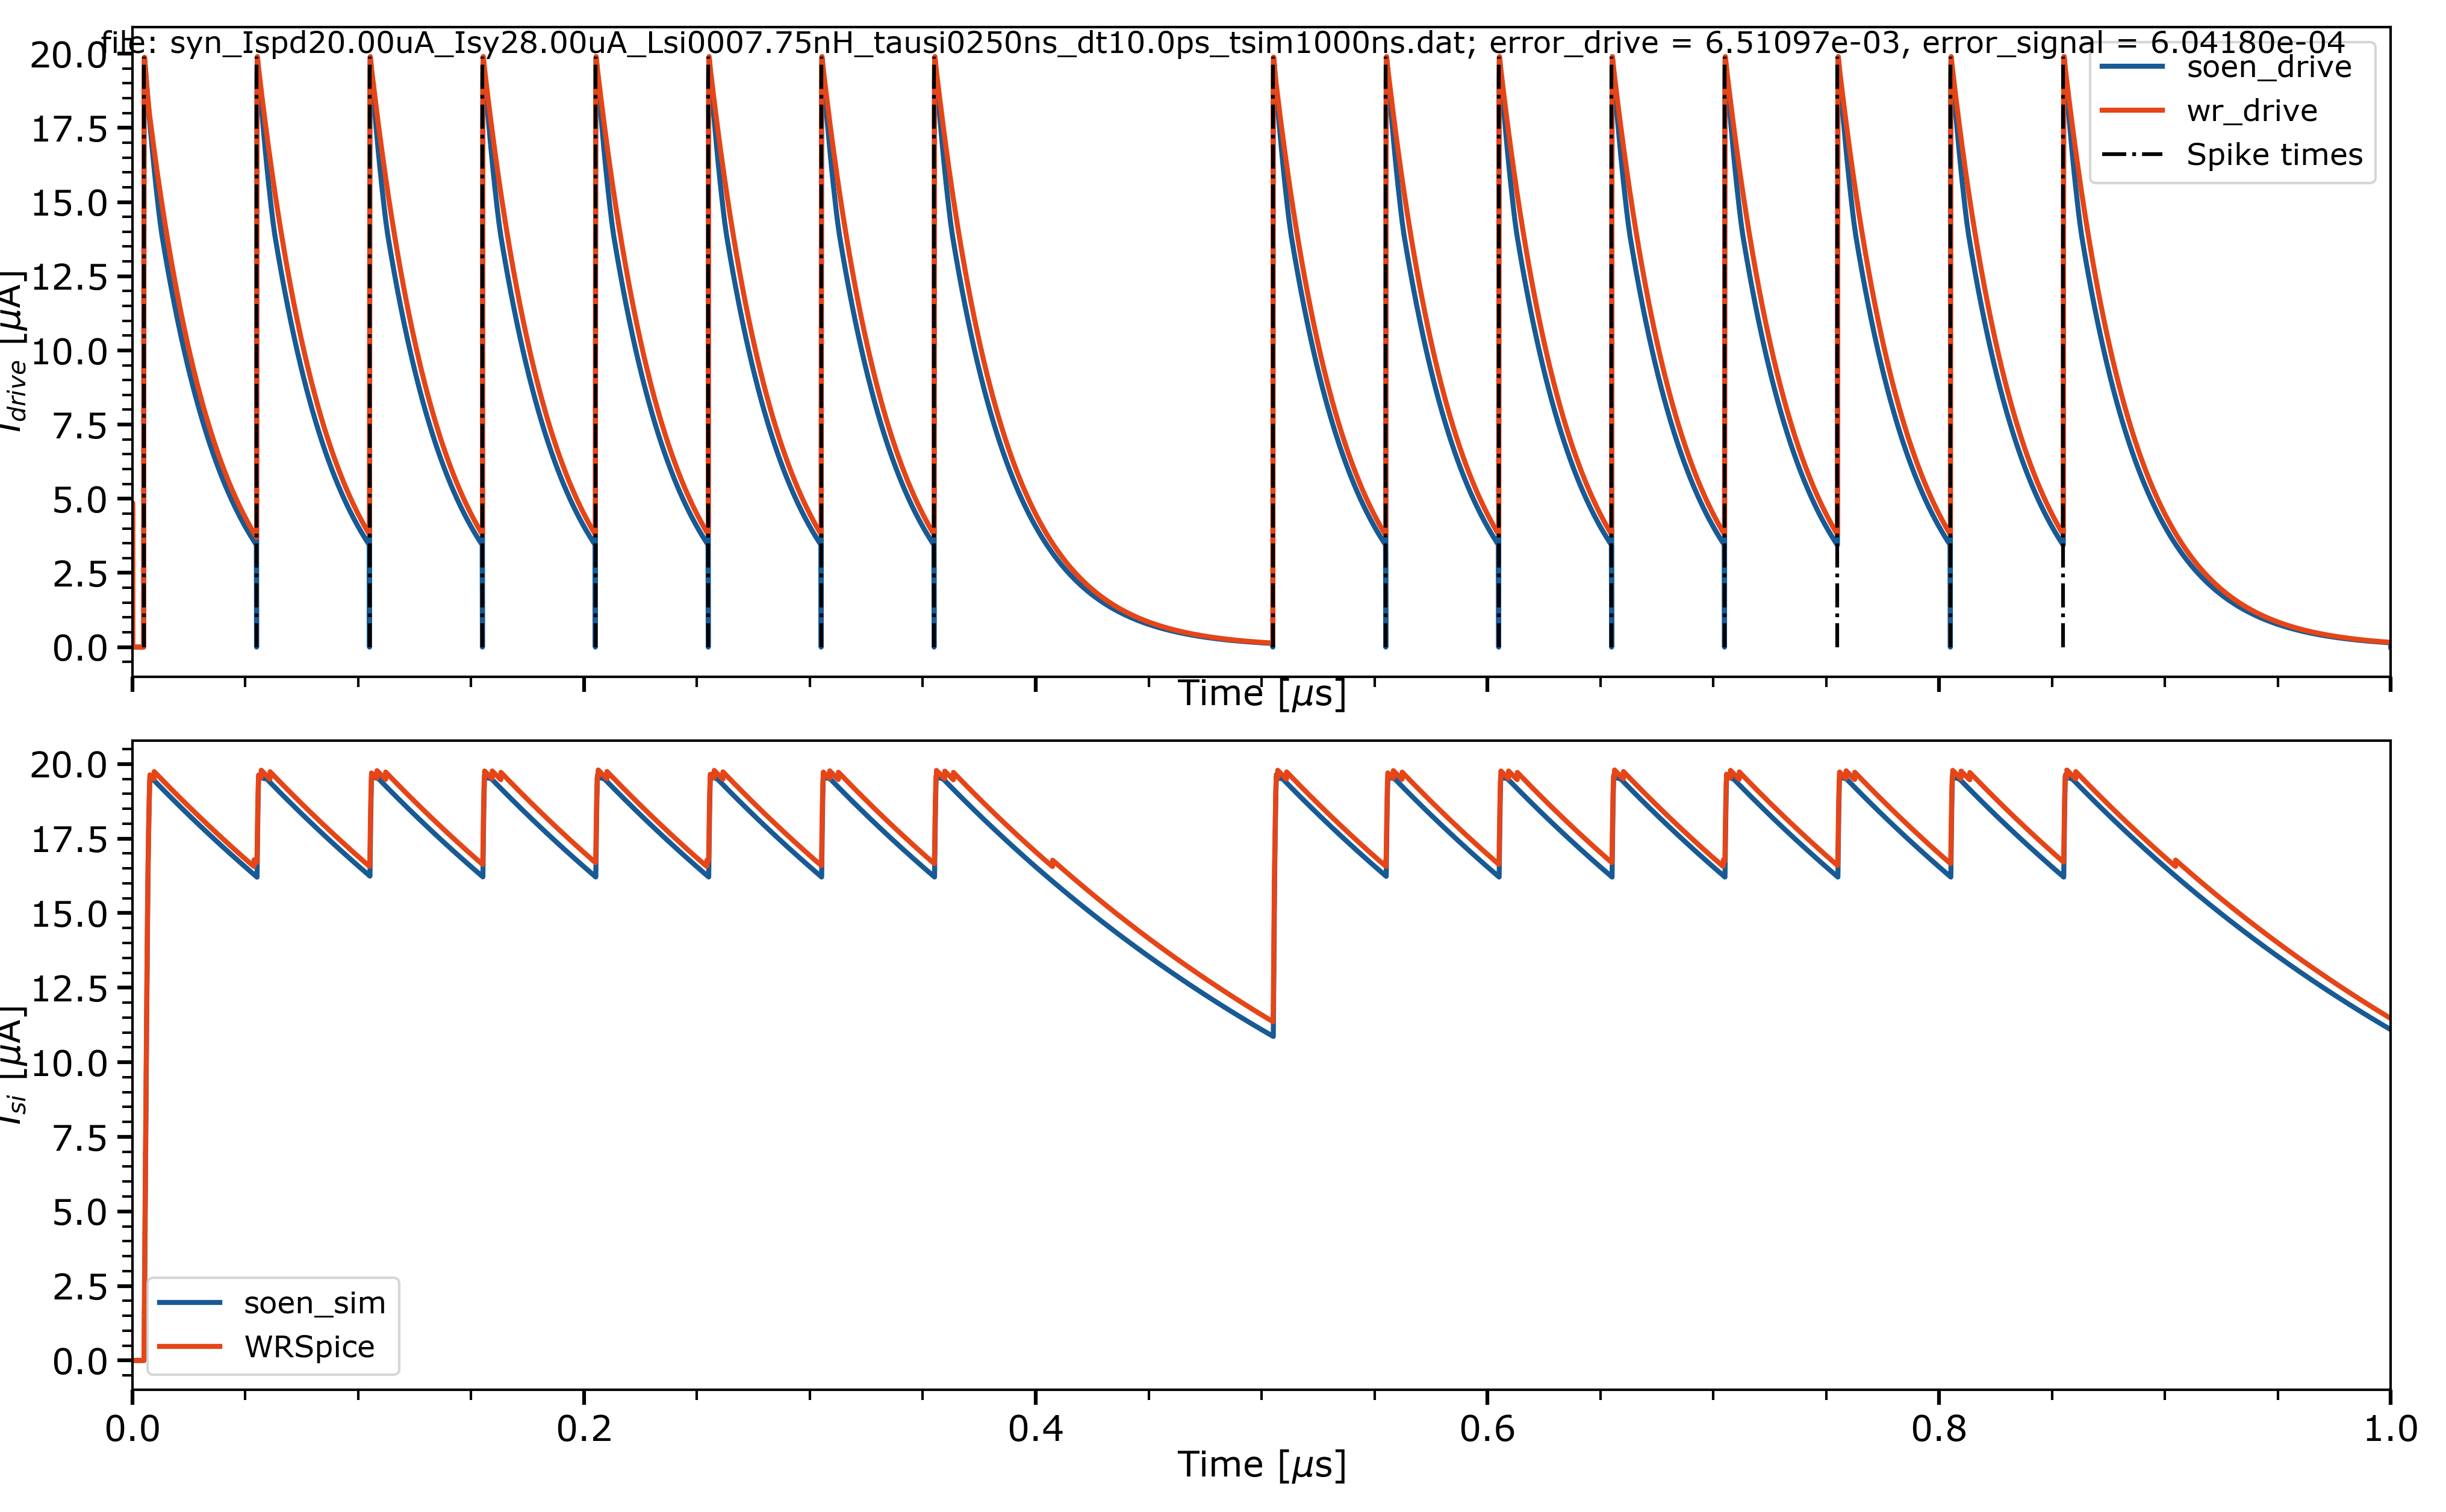 file: syn_Ispd20.00uA_Isy28.00uA_Lsi0007.75nH_tausi0250ns_dt10.0ps_tsim1000ns.dat; error_drive = 6.51097e-03, error_signal = 6.04180e-04
20.0
17.5
15.0
12.5
10.0
7.5
5.0
2.5
0.0
I_drive [μA]
soen_drive
wr_drive
Spike times
Time [μs]
20.0
17.5
15.0
12.5
10.0
7.5
5.0
2.5
0.0
I_si [μA]
soen_sim
WRSpice
0.0 0.2 0.4 0.6 0.8 1.0
Time [μs]